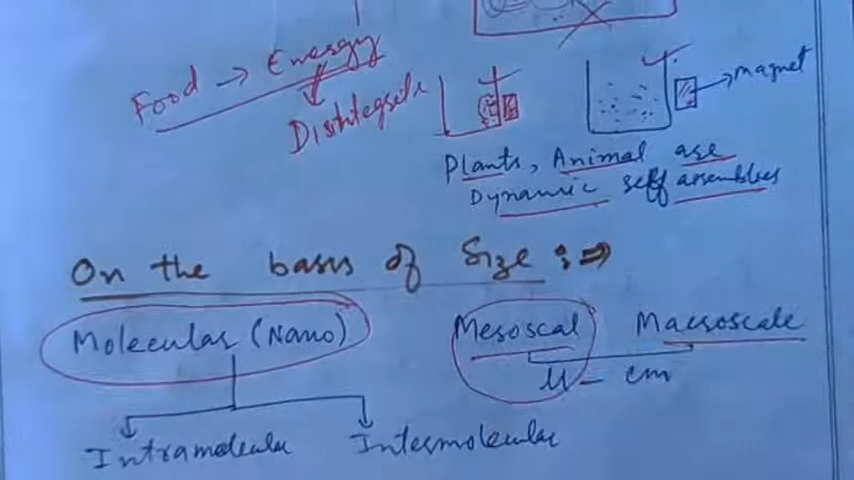 Food → Energy
Disintegrate
magnet
Plants, Animal are
Dynamic self assemblies
On the basis of Size :⇒
Molecular (Nano)
Mesoscal
Macroscale
μ - cm
Intramolecular
Intermolecular